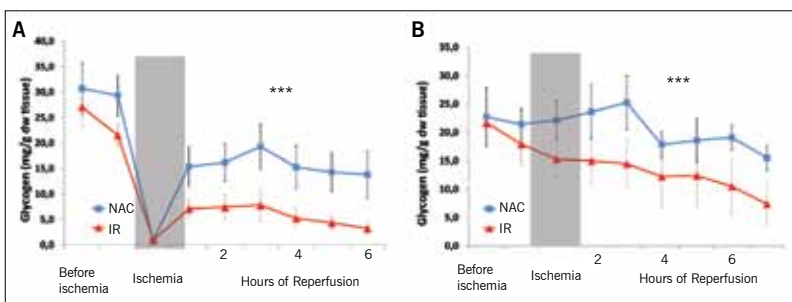 A
Glycogen (mg/g dw tissue)
40,0
35,0
30,0
25,0
20,0
15,0
10,0
5,0
0,0
***
NAC
IR
2
4
6
Before
ischemia
Ischemia
Hours of Reperfusion
B
Glycogen (mg/g dw tissue)
35,0
30,0
25,0
20,0
15,0
10,0
5,0
0,0
***
NAC
IR
2
4
6
Before
ischemia
Ischemia
Hours of Reperfusion